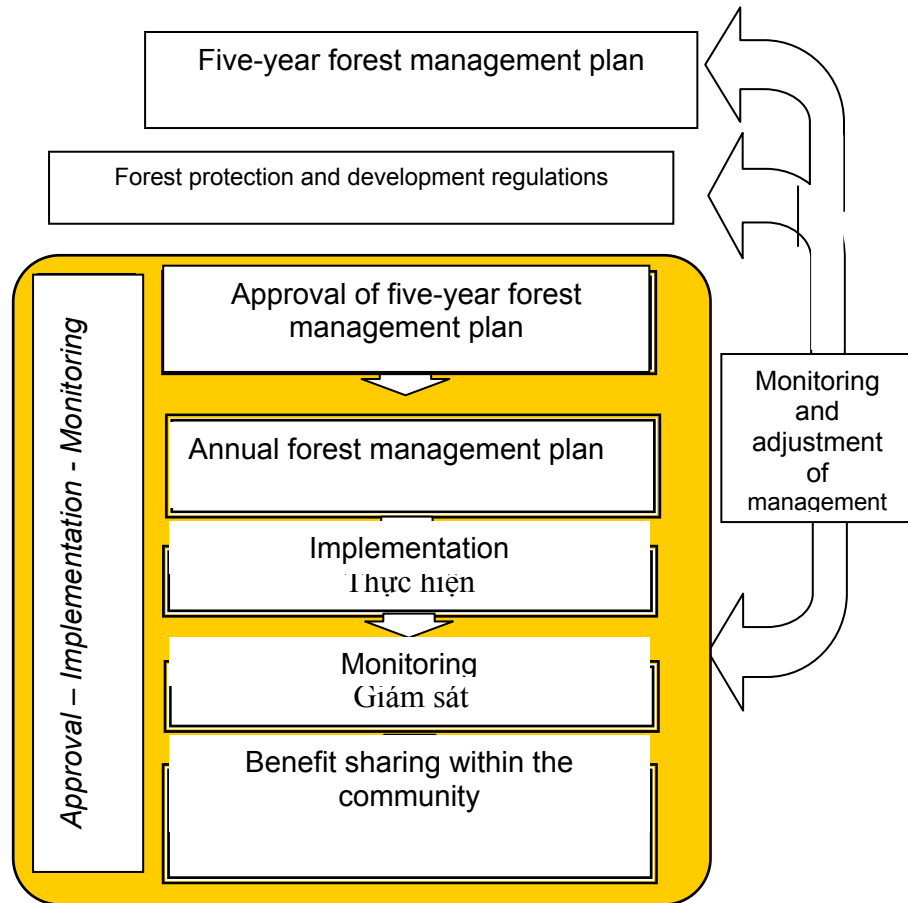 Five-year forest management plan
Forest protection and development regulations
Approval – Implementation - Monitoring
Approval of five-year forest
management plan
Annual forest management plan
Implementation
Thực hiện
Monitoring
Giám sát
Benefit sharing within the
community
Monitoring
and
adjustment
of
management